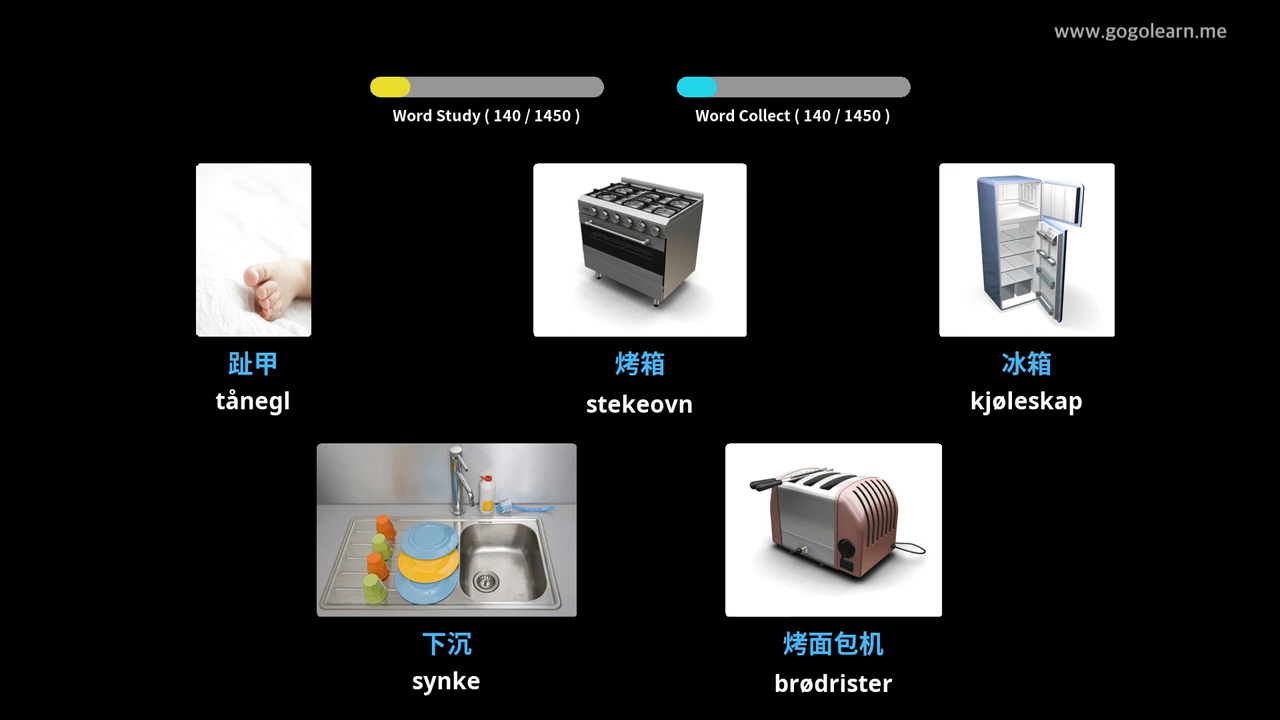 www.gogolearn.me
Word Study ( 140 / 1450 )
Word Collect ( 140 / 1450 )
趾甲
tånegl
烤箱
stekeovn
冰箱
kjøleskap
下沉
synke
烤面包机
brødrister